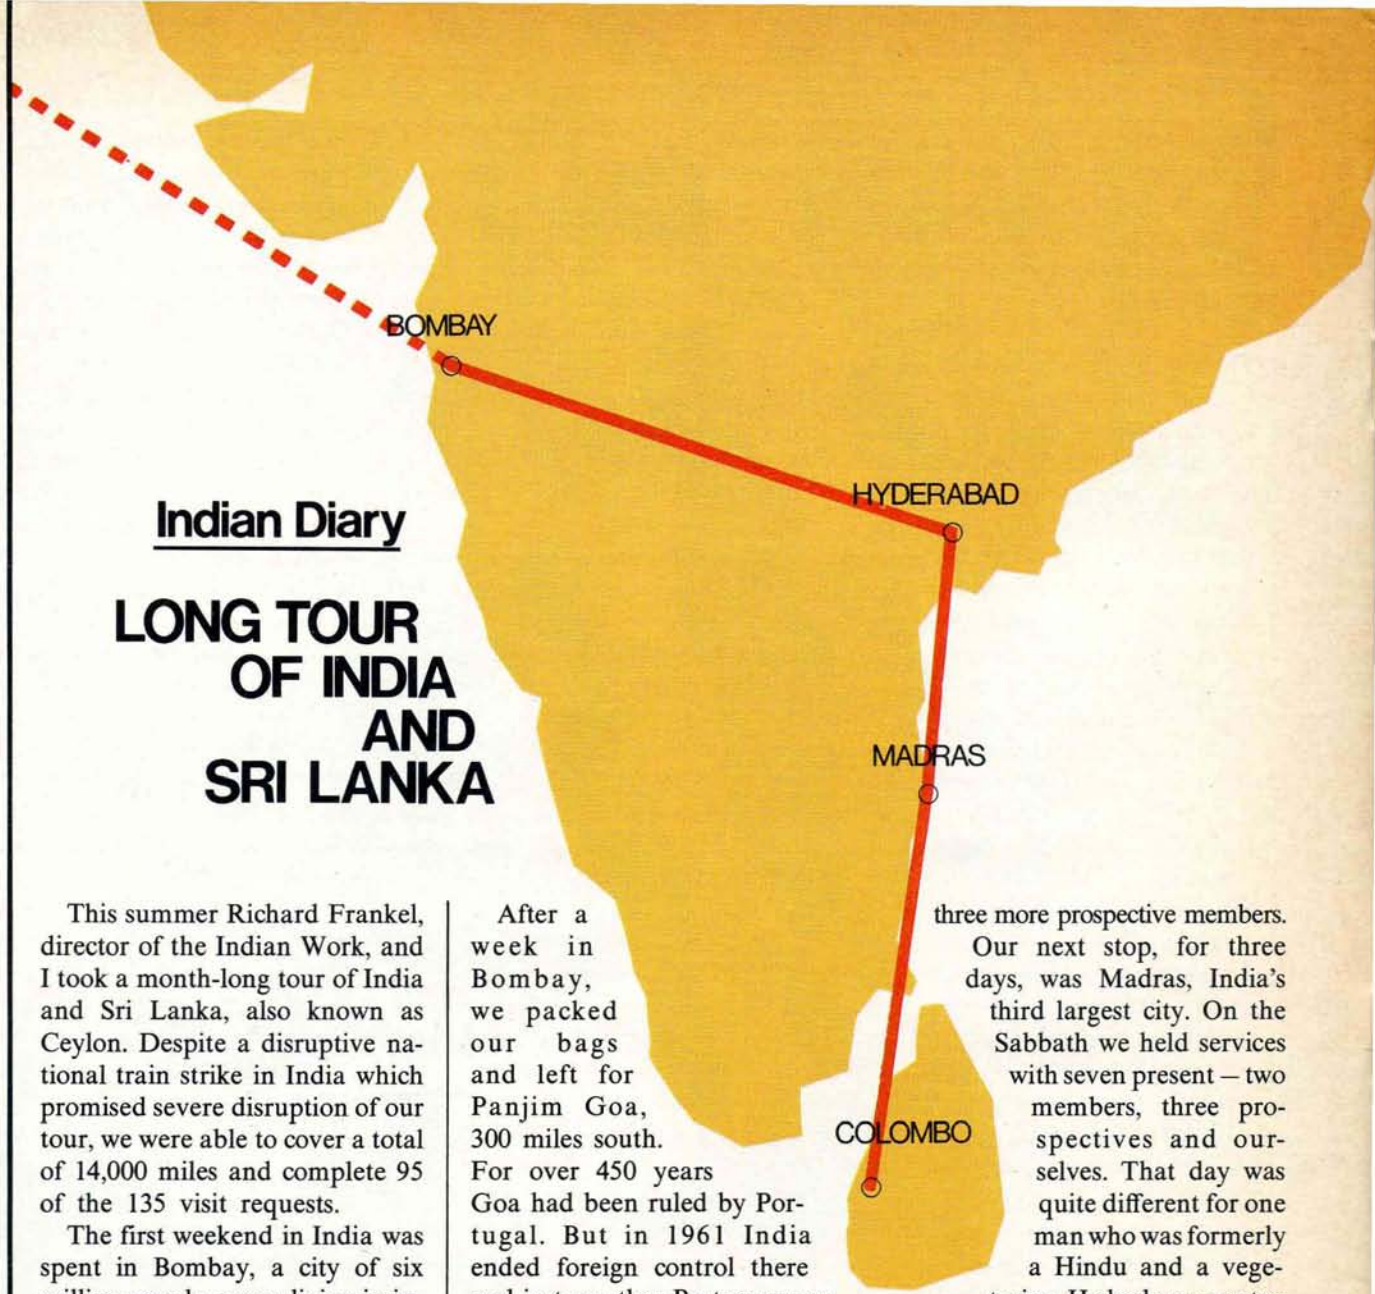 BOMBAY
HYDERABAD
MADRAS
COLOMBO
Indian Diary
LONG TOUR
OF INDIA
AND
SRI LANKA
This summer Richard Frankel,
director of the Indian Work, and
I took a month-long tour of India
and Sri Lanka, also known as
Ceylon. Despite a disruptive na-
tional train strike in India which
promised severe disruption of our
tour, we were able to cover a total
of 14,000 miles and complete 95
of the 135 visit requests.
The first weekend in India was
spent in Bombay, a city of six
After a
week in
Bombay,
we packed
our bags
and left for
Panjim Goa,
300 miles south.
For over 450 years
Goa had been ruled by Por-
tugal. But in 1961 India
ended foreign control there
three more prospective members.
Our next stop, for three
days, was Madras, India's
third largest city. On the
Sabbath we held services
with seven present — two
members, three pro-
spectives and our-
selves. That day was
quite different for one
man who was formerly
a Hindu and a vege-